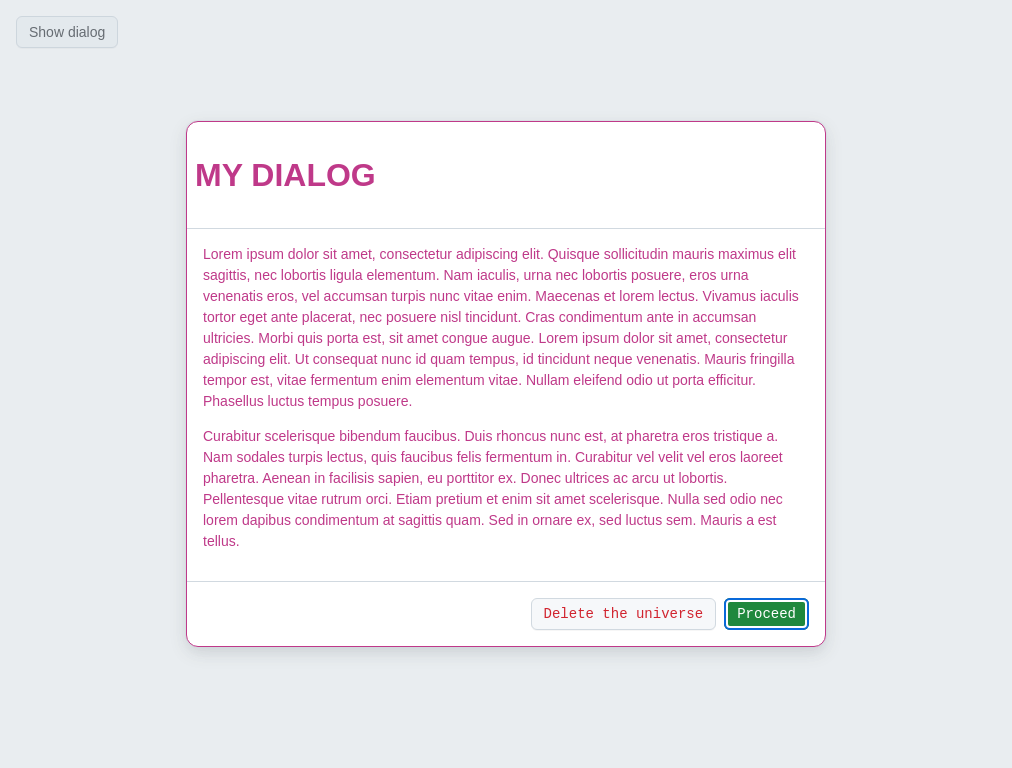 Show dialog
MY DIALOG
Lorem ipsum dolor sit amet, consectetur adipiscing elit. Quisque sollicitudin mauris maximus elit
sagittis, nec lobortis ligula elementum. Nam iaculis, urna nec lobortis posuere, eros urna
venenatis eros, vel accumsan turpis nunc vitae enim. Maecenas et lorem lectus. Vivamus iaculis
tortor eget ante placerat, nec posuere nisl tincidunt. Cras condimentum ante in accumsan
ultricies. Morbi quis porta est, sit amet congue augue. Lorem ipsum dolor sit amet, consectetur
adipiscing elit. Ut consequat nunc id quam tempus, id tincidunt neque venenatis. Mauris fringilla
tempor est, vitae fermentum enim elementum vitae. Nullam eleifend odio ut porta efficitur.
Phasellus luctus tempus posuere.
Curabitur scelerisque bibendum faucibus. Duis rhoncus nunc est, at pharetra eros tristique a.
Nam sodales turpis lectus, quis faucibus felis fermentum in. Curabitur vel velit vel eros laoreet
pharetra. Aenean in facilisis sapien, eu porttitor ex. Donec ultrices ac arcu ut lobortis.
Pellentesque vitae rutrum orci. Etiam pretium et enim sit amet scelerisque. Nulla sed odio nec
lorem dapibus condimentum at sagittis quam. Sed in ornare ex, sed luctus sem. Mauris a est
tellus.
Delete the universe
Proceed